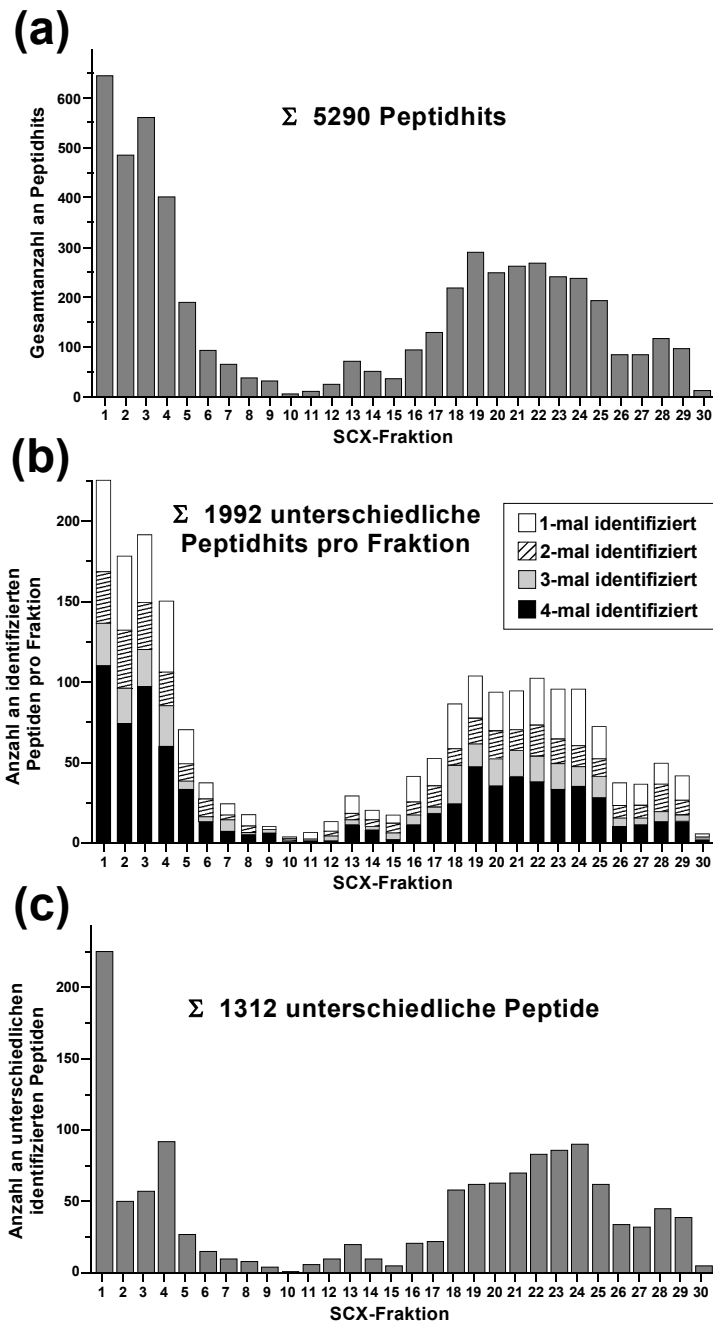 (a)
Gesamtanzahl an Peptidhits
600
500
400
300
200
100
0
Σ 5290 Peptidhits
1 2 3 4 5 6 7 8 9 10 11 12 13 14 15 16 17 18 19 20 21 22 23 24 25 26 27 28 29 30
SCX-Fraktion
(b)
Anzahl an identifizierten
Peptiden pro Fraktion
200
150
100
50
0
Σ 1992 unterschiedliche
Peptidhits pro Fraktion
1-mal identifiziert
2-mal identifiziert
3-mal identifiziert
4-mal identifiziert
1 2 3 4 5 6 7 8 9 10 11 12 13 14 15 16 17 18 19 20 21 22 23 24 25 26 27 28 29 30
SCX-Fraktion
(c)
Anzahl an unterschiedlichen
identifizierten Peptiden
200
150
100
50
0
Σ 1312 unterschiedliche Peptide
1 2 3 4 5 6 7 8 9 10 11 12 13 14 15 16 17 18 19 20 21 22 23 24 25 26 27 28 29 30
SCX-Fraktion